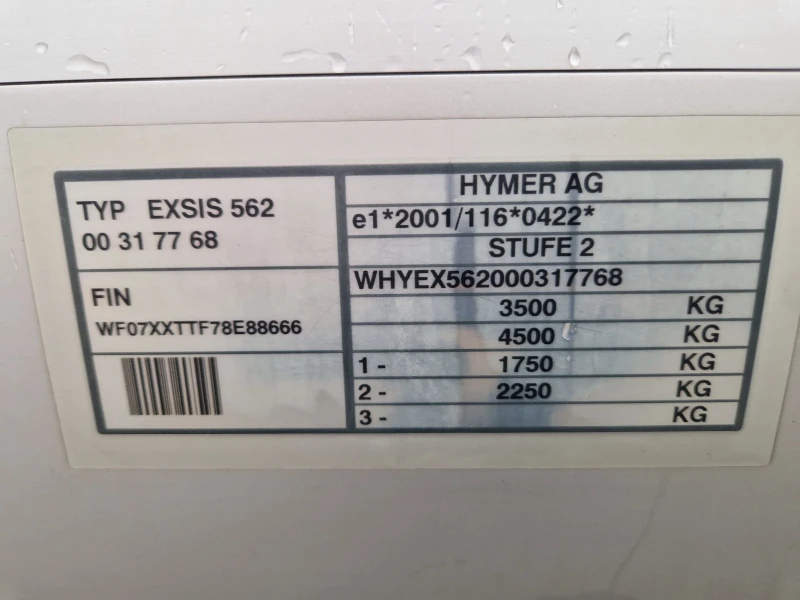 TYP EXSIS 562
00 31 77 68
FIN
WF07XXTTF78E88666
HYMER AG
e1*2001/116*0422*
STUFE 2
WHYEX562000317768
3500 KG
4500 KG
1 - 1750 KG
2 - 2250 KG
3 - KG